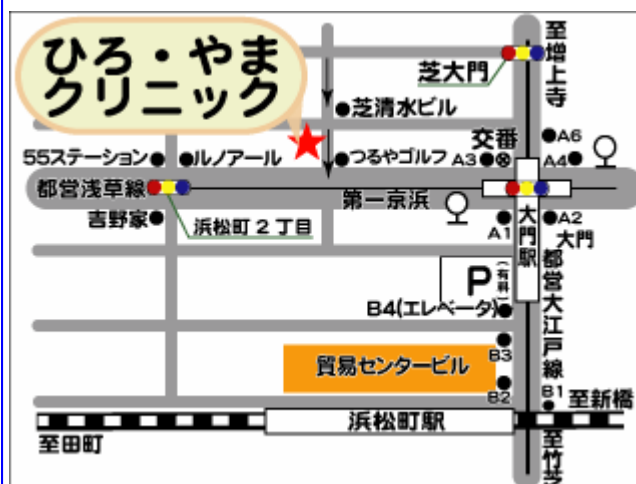 ひろ・やま
クリニック
至増上寺
芝大門
芝清水ビル
交番
A6
55ステーション
ルノアール
つるやゴルフ
A3
A4
都営浅草線
第一京浜
吉野家
浜松町2丁目
A1
A2
大門
大門駅
P
(有料)
都営大江戸線
B4(エレベータ)
B3
貿易センタービル
B2
B1
至新橋
浜松町駅
至田町
至竹芝